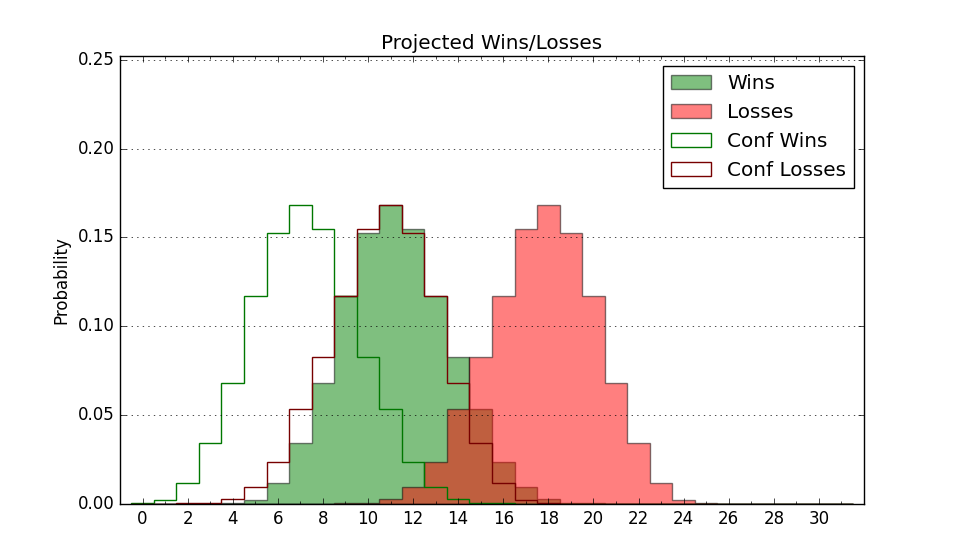 Projected Wins/Losses
0.25
0.20
0.15
0.10
0.05
0.00
Probability
Wins
Losses
Conf Wins
Conf Losses
0 2 4 6 8 10 12 14 16 18 20 22 24 26 28 30